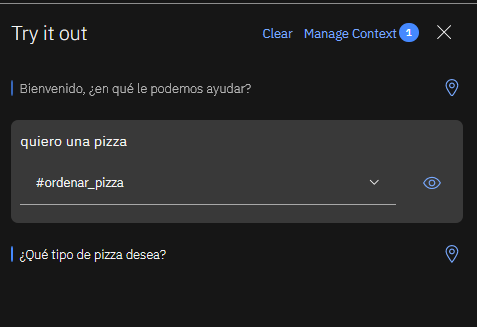 Try it out
Clear
Manage Context 1
Bienvenido, ¿en qué le podemos ayudar?
quiero una pizza
#ordenar_pizza
¿Qué tipo de pizza desea?